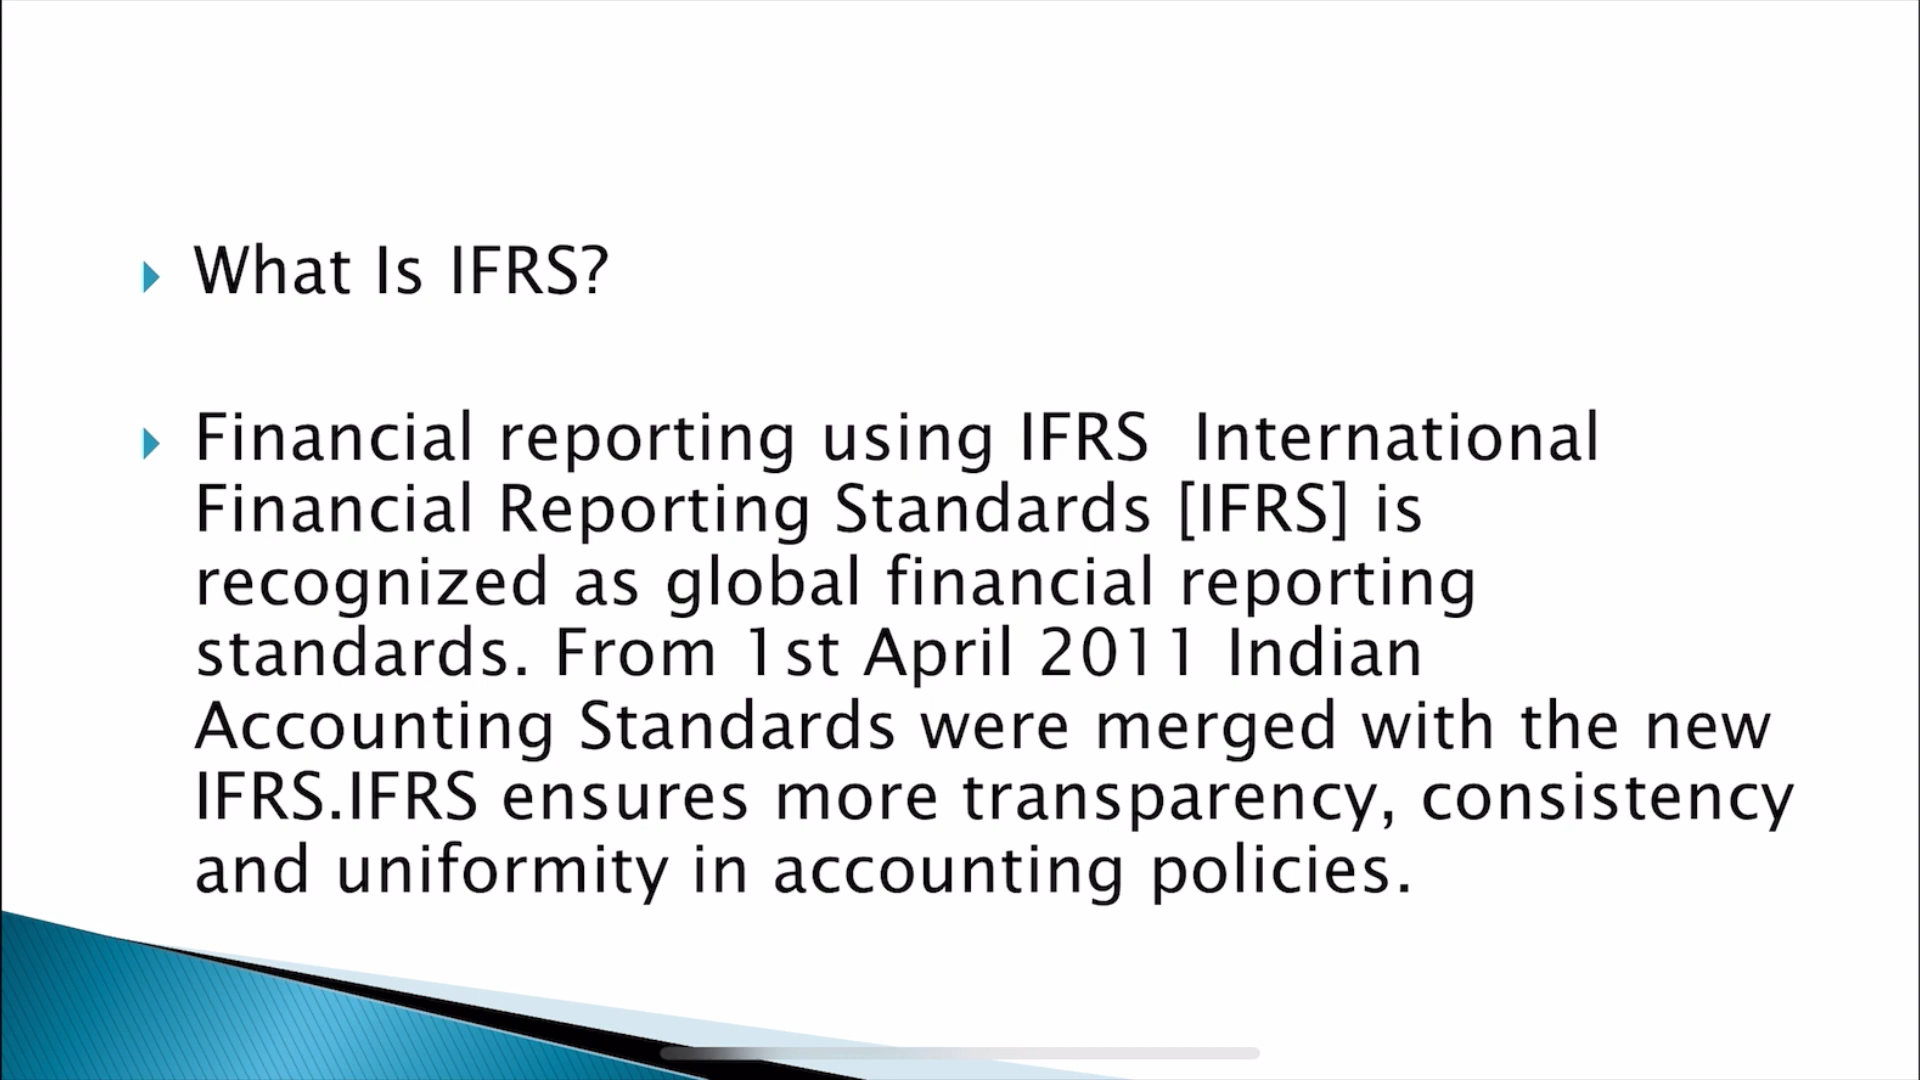 What Is IFRS?
Financial reporting using IFRS  International
Financial Reporting Standards [IFRS] is
recognized as global financial reporting
standards. From 1st April 2011 Indian
Accounting Standards were merged with the new
IFRS.IFRS ensures more transparency, consistency
and uniformity in accounting policies.